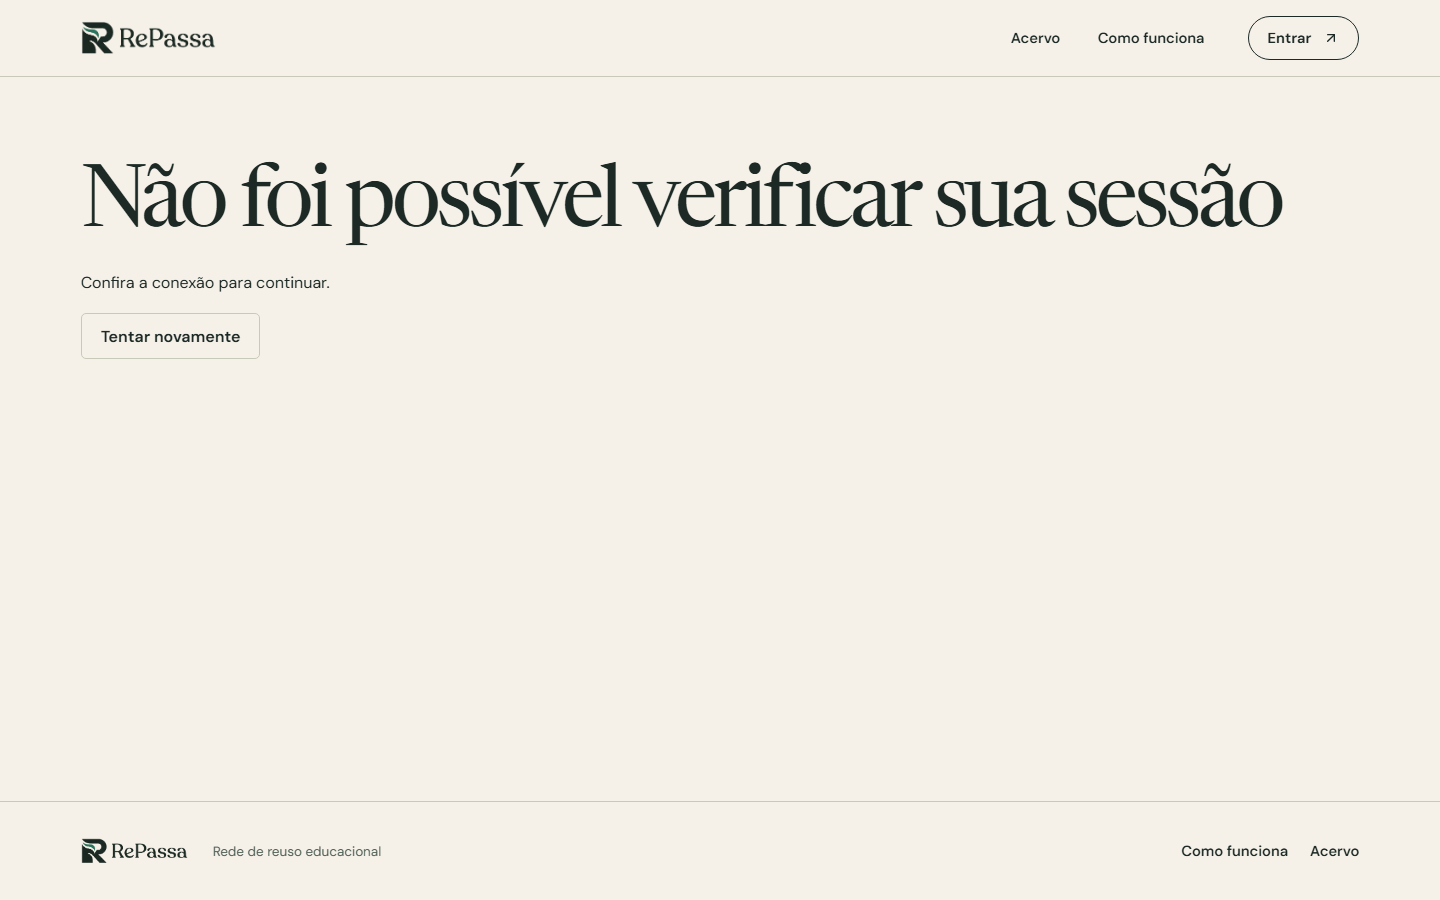 RePassa
Acervo
Como funciona
Entrar
Não foi possível verificar sua sessão
Confira a conexão para continuar.
Tentar novamente
RePassa
Rede de reuso educacional
Como funciona
Acervo